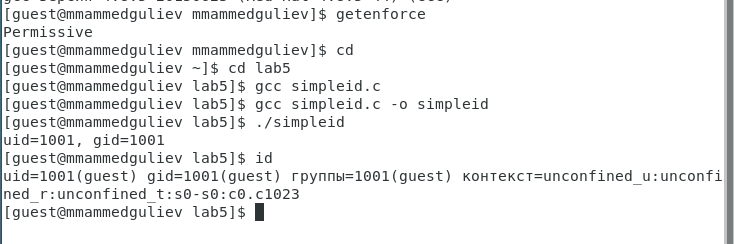 [guest@mmammedguliev mmammedguliev]$ getenforce
Permissive
[guest@mmammedguliev mmammedguliev]$ cd
[guest@mmammedguliev ~]$ cd lab5
[guest@mmammedguliev lab5]$ gcc simpleid.c
[guest@mmammedguliev lab5]$ gcc simpleid.c -o simpleid
[guest@mmammedguliev lab5]$ ./simpleid
uid=1001, gid=1001
[guest@mmammedguliev lab5]$ id
uid=1001(guest) gid=1001(guest) группы=1001(guest) контекст=unconfined_u:unconfi
ned_r:unconfined_t:s0-s0:c0.c1023
[guest@mmammedguliev lab5]$